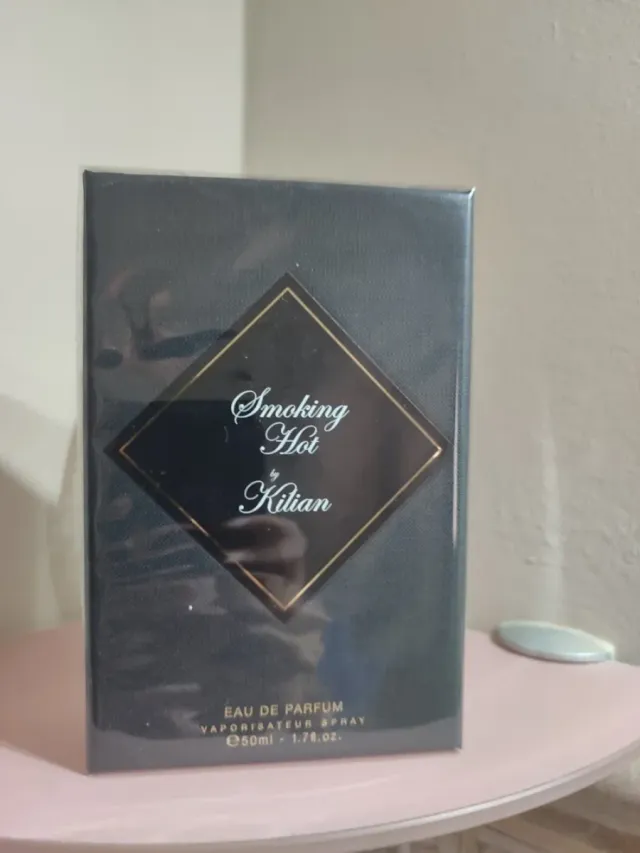 Smoking
Hot
by
Kilian
EAU DE PARFUM
VAPORISATEUR SPRAY
℮50ml - 1.7fl.oz.